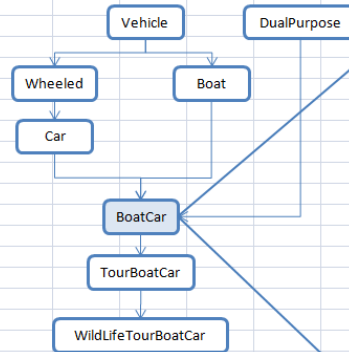 Vehicle
DualPurpose
Wheeled
Boat
Car
BoatCar
TourBoatCar
WildLifeTourBoatCar